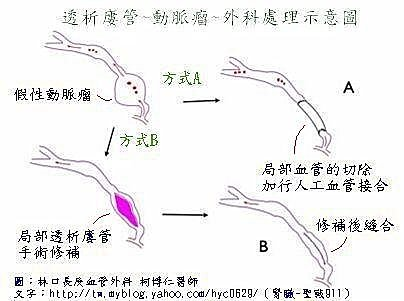 透析廔管~動脈瘤~外科處理示意圖
假性動脈瘤
方式A
A
方式B
局部血管的切除
加行人工血管接合
局部透析廔管
手術修補
B
修補後縫合
圖:林口長庚血管外科 柯博仁醫師
文字:http://tw.myblog.yahoo.com/hyc0629/(腎臟-聖賢911)